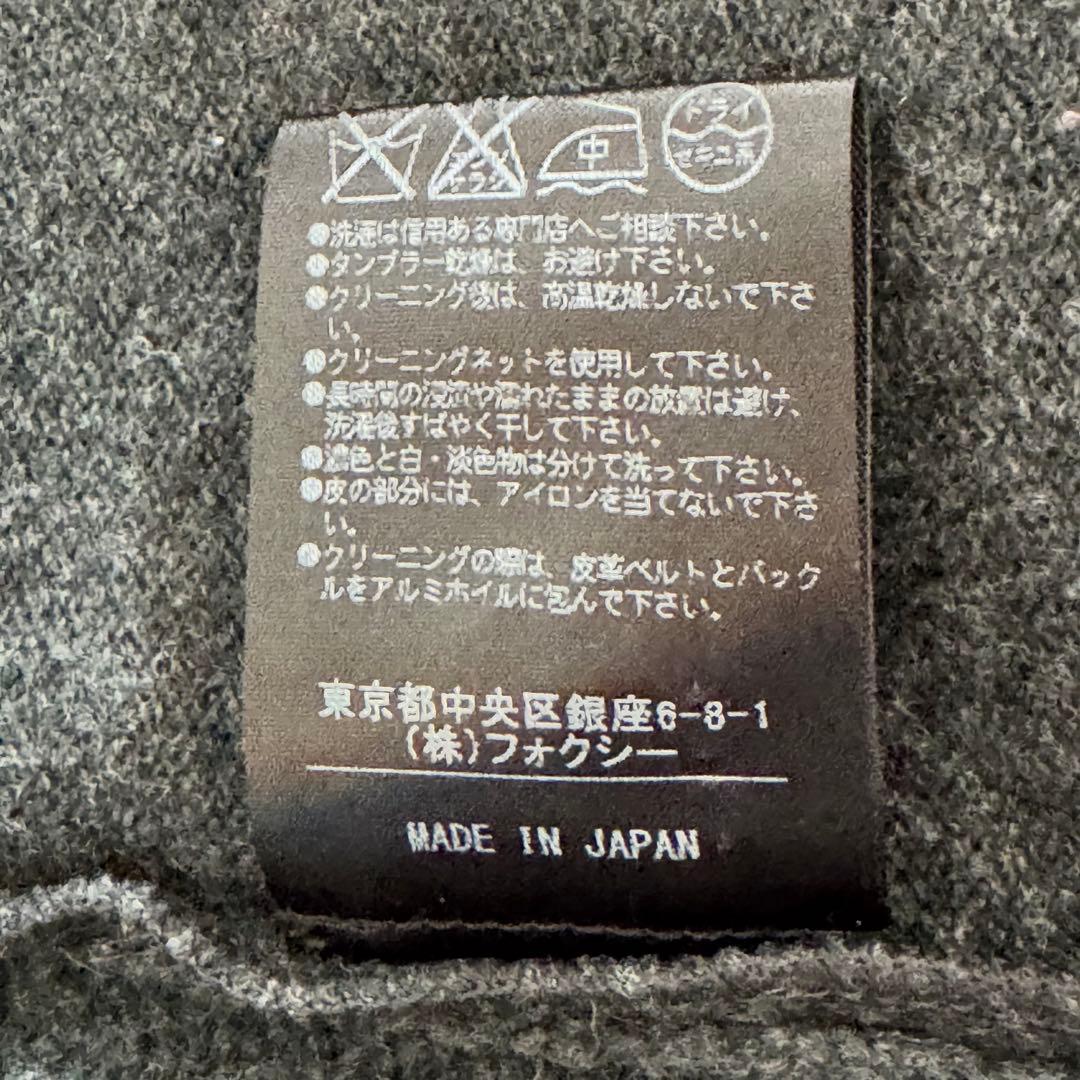 エンソ
サラシ
中
ドライ
セキユ系
●洗濯は信用ある専門店へご相談下さい。
●タンブラー乾燥は、お避け下さい。
●クリーニング後は、高温乾燥しないで下さ
い。
●クリーニングネットを使用して下さい。
●長時間の浸漬や濡れたままの放置は避け、
洗濯後すばやく干して下さい。
●濃色と白・淡色物は分けて洗って下さい。
●皮の部分には、アイロンを当てないで下さ
い。
●クリーニングの際は、皮革ベルトとバック
ルをアルミホイルに包んで下さい。
東京都中央区銀座6-8-1
(株)フォクシー
MADE IN JAPAN